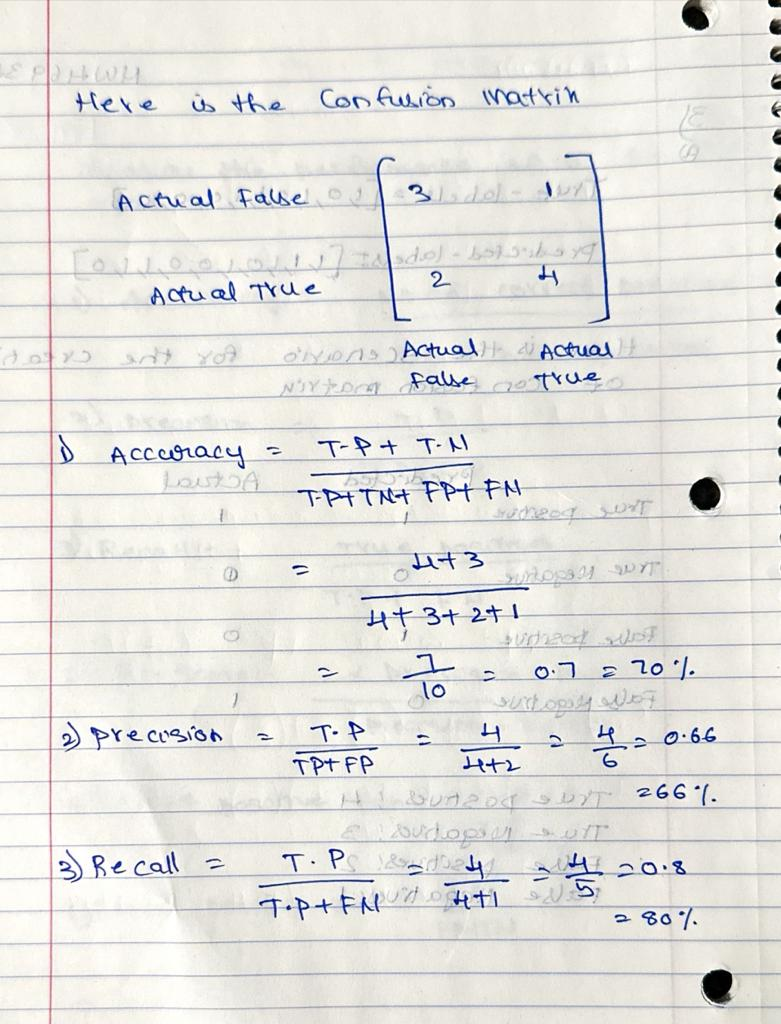 Here is the Confusion Matrix
Actual False [ 3 1
Actual True 2 4 ]
Actual Actual
False True
1) Accuracy = T.P + T.N / T.P + TN + FP + FN
= 4+3 / 4+3+2+1
= 7/10 = 0.7 = 70%.
2) precision = T.P / TP+FP = 4 / 4+2 = 4/6 = 0.66
= 66%.
3) Recall = T.P / T.P + FN = 4 / 4+1 = 4/5 = 0.8
= 80%.